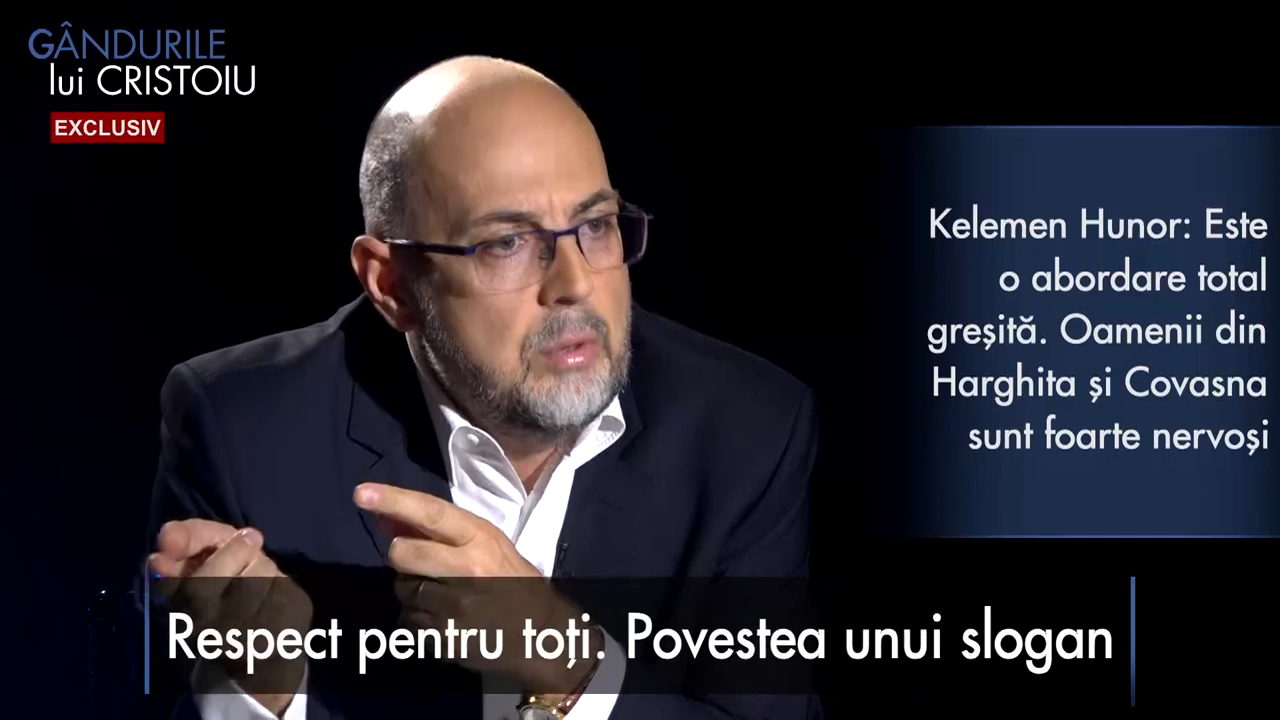 GÂNDURILE
lui CRISTOIU
EXCLUSIV
Kelemen Hunor: Este
o abordare total
greșită. Oamenii din
Harghita și Covasna
sunt foarte nervoși
Respect pentru toți. Povestea unui slogan